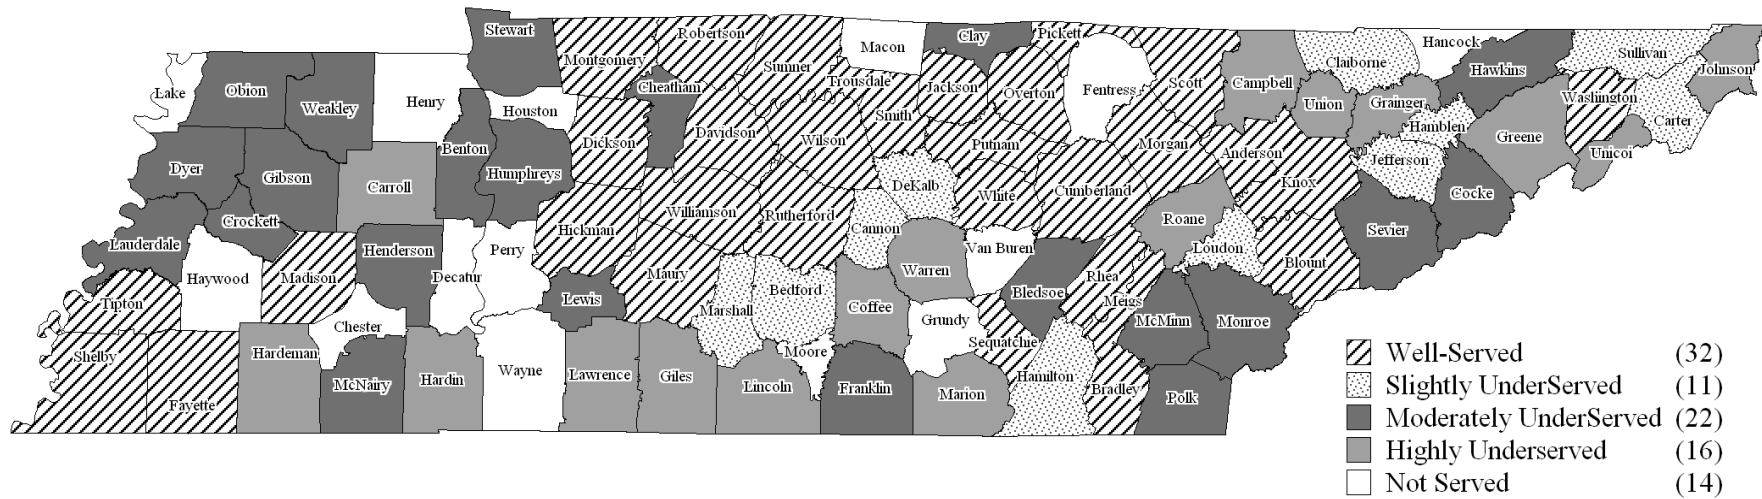 Stewart
Robertson
Montgomery
Sumner
Macon
Clay
Pickett
Hancock
Sullivan
Claiborne
Johnson
Hawkins
Lake
Obion
Weakley
Henry
Houston
Cheatham
Trousdale
Jackson
Overton
Fentress
Scott
Campbell
Union
Grainger
Washington
Carter
Smith
Hamblen
Greene
Unicoi
Benton
Dickson
Davidson
Wilson
Putnam
Morgan
Anderson
Jefferson
Dyer
Gibson
Carroll
Humphreys
DeKalb
White
Cumberland
Knox
Cocke
Crockett
Williamson
Rutherford
Roane
Lauderdale
Henderson
Perry
Hickman
Cannon
Van Buren
Loudon
Sevier
Haywood
Madison
Decatur
Maury
Warren
Rhea
Blount
Tipton
Lewis
Bedford
Bledsoe
Meigs
Marshall
Coffee
Grundy
McMinn
Monroe
Chester
Sequatchie
Shelby
Hardeman
Moore
McNairy
Hardin
Wayne
Lawrence
Giles
Lincoln
Franklin
Marion
Hamilton
Bradley
Polk
Fayette
Well-Served (32)
Slightly UnderServed (11)
Moderately UnderServed (22)
Highly Underserved (16)
Not Served (14)